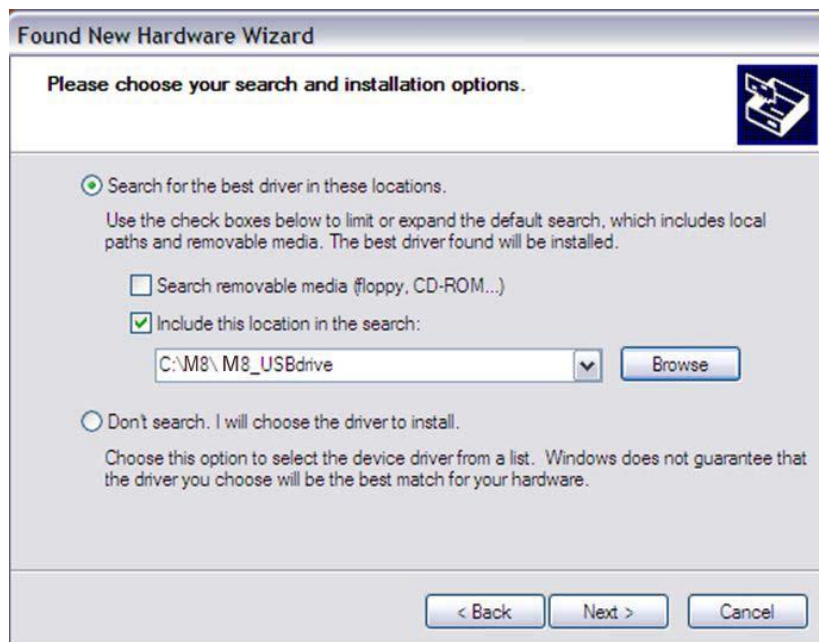 Found New Hardware Wizard
Please choose your search and installation options.
Search for the best driver in these locations.
Use the check boxes below to limit or expand the default search, which includes local
paths and removable media. The best driver found will be installed.
Search removable media (floppy, CD-ROM...)
Include this location in the search:
C:\M8\ M8_USBdrive
Browse
Don't search. I will choose the driver to install.
Choose this option to select the device driver from a list. Windows does not guarantee that
the driver you choose will be the best match for your hardware.
< Back Next > Cancel